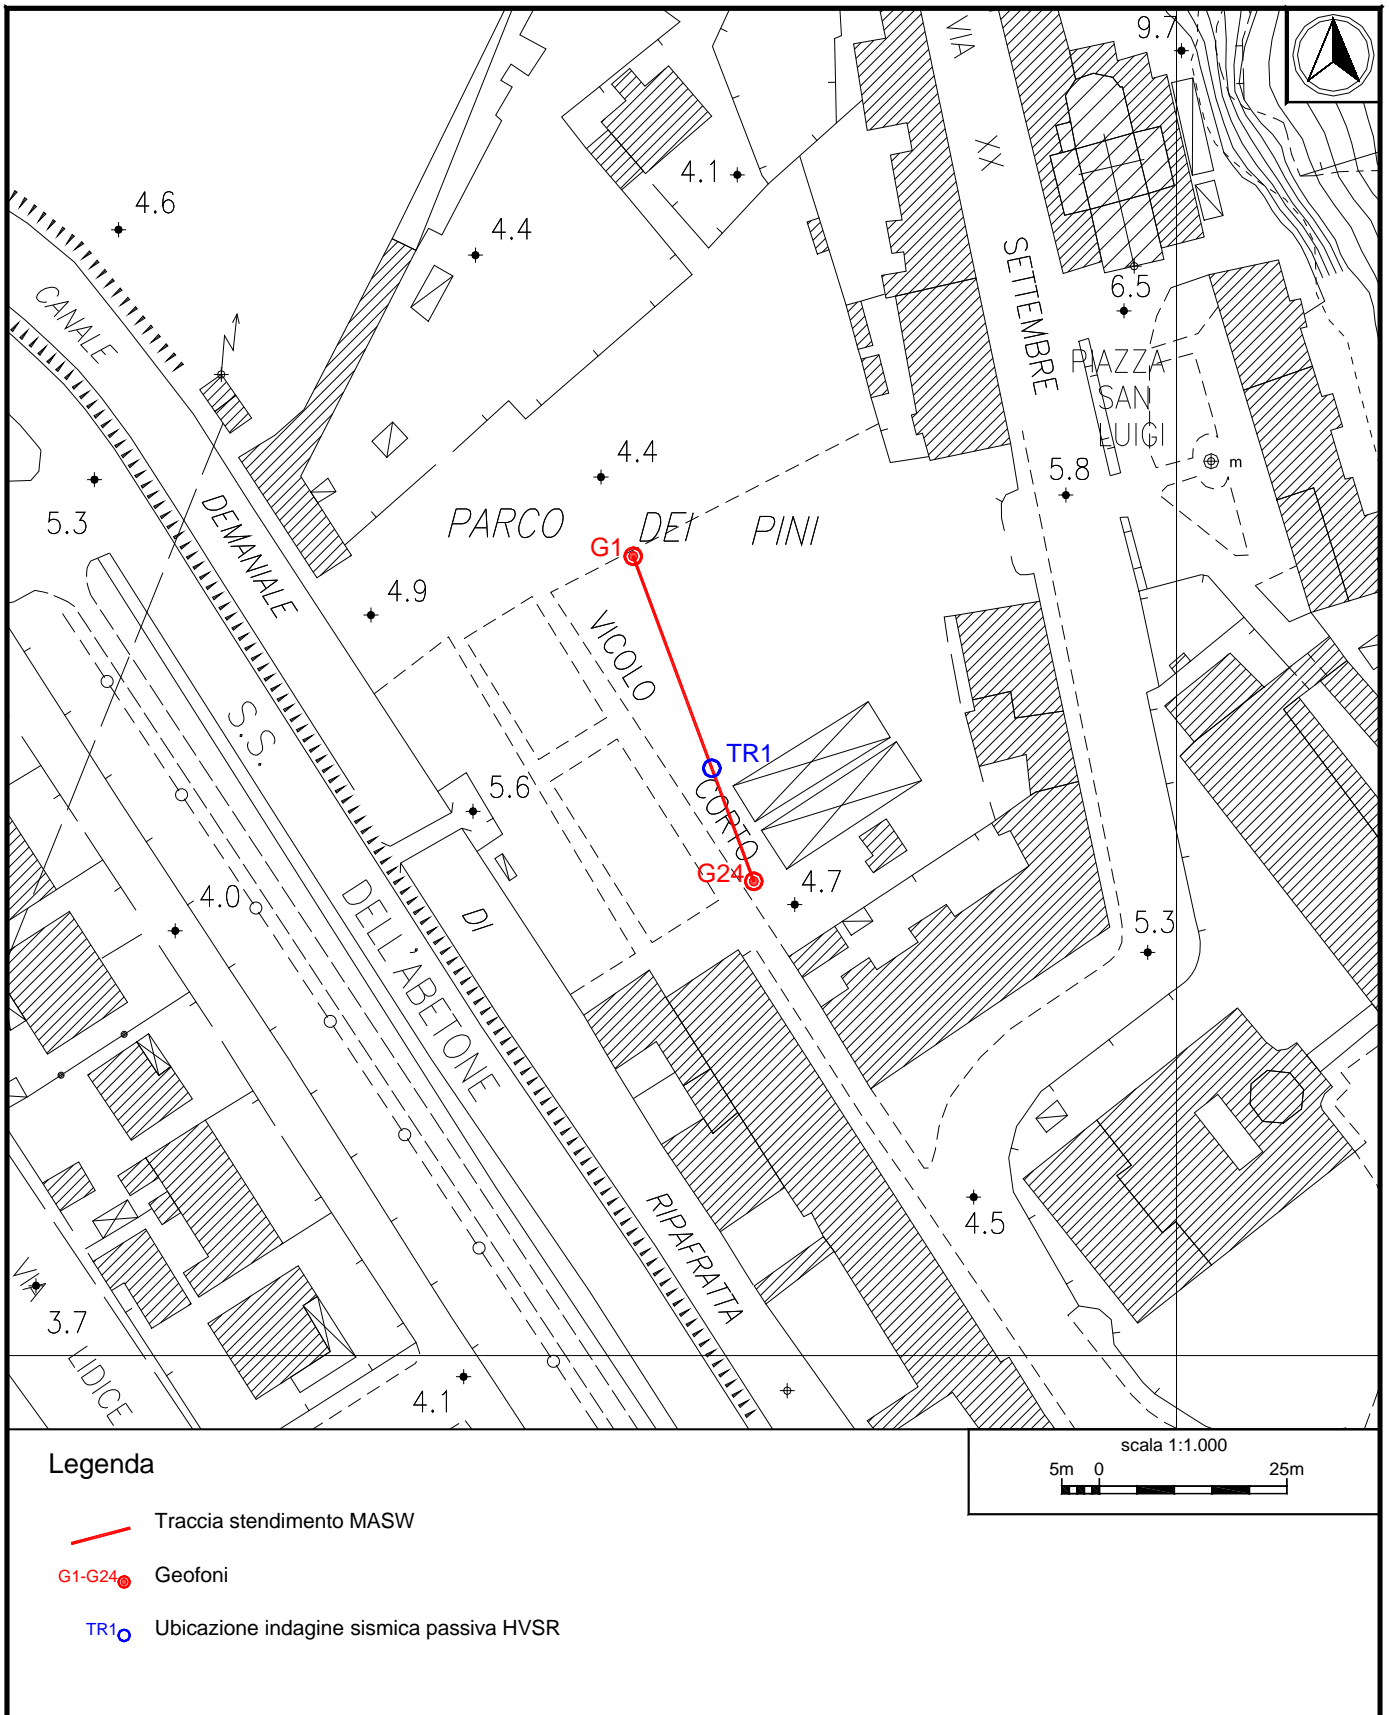 9.7
VIA
XX
SETTEMBRE
4.1
4.6
4.4
6.5
CANALE
PIAZZA
SAN
LUIGI
m
4.4
5.8
5.3
DEMANIALE
PARCO DEI PINI
G1
4.9
VICOLO
S.S.
TR1
5.6
CORTO
G24
4.7
4.0
DELL'ABETONE
DI
5.3
4.5
RIPAFRATTA
VIA
3.7
LIDICE
4.1
Legenda
scala 1:1.000
5m 0 25m
Traccia stendimento MASW
G1-G24 Geofoni
TR1 Ubicazione indagine sismica passiva HVSR